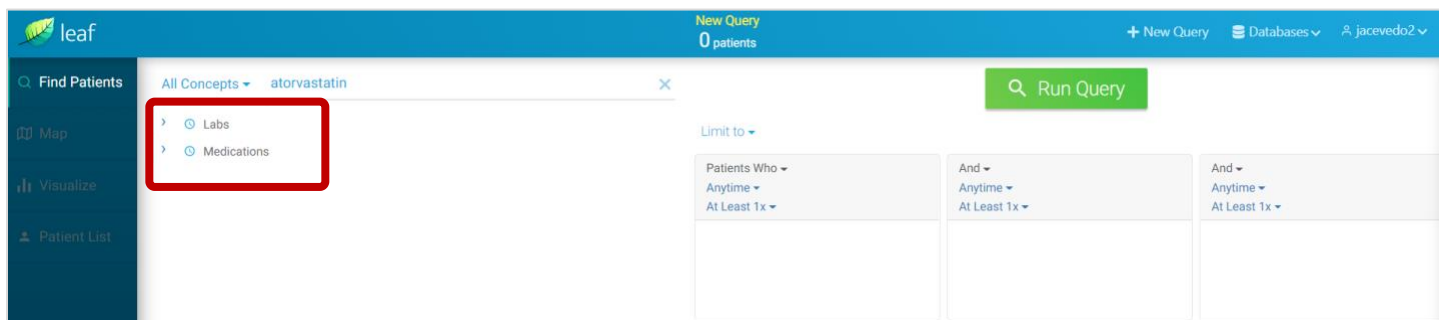 leaf
New Query
0 patients
+ New Query Databases jacevedo2
Find Patients
Map
Visualize
Patient List
All Concepts atorvastatin
Labs
Medications
Run Query
Limit to
Patients Who
Anytime
At Least 1x
And
Anytime
At Least 1x
And
Anytime
At Least 1x